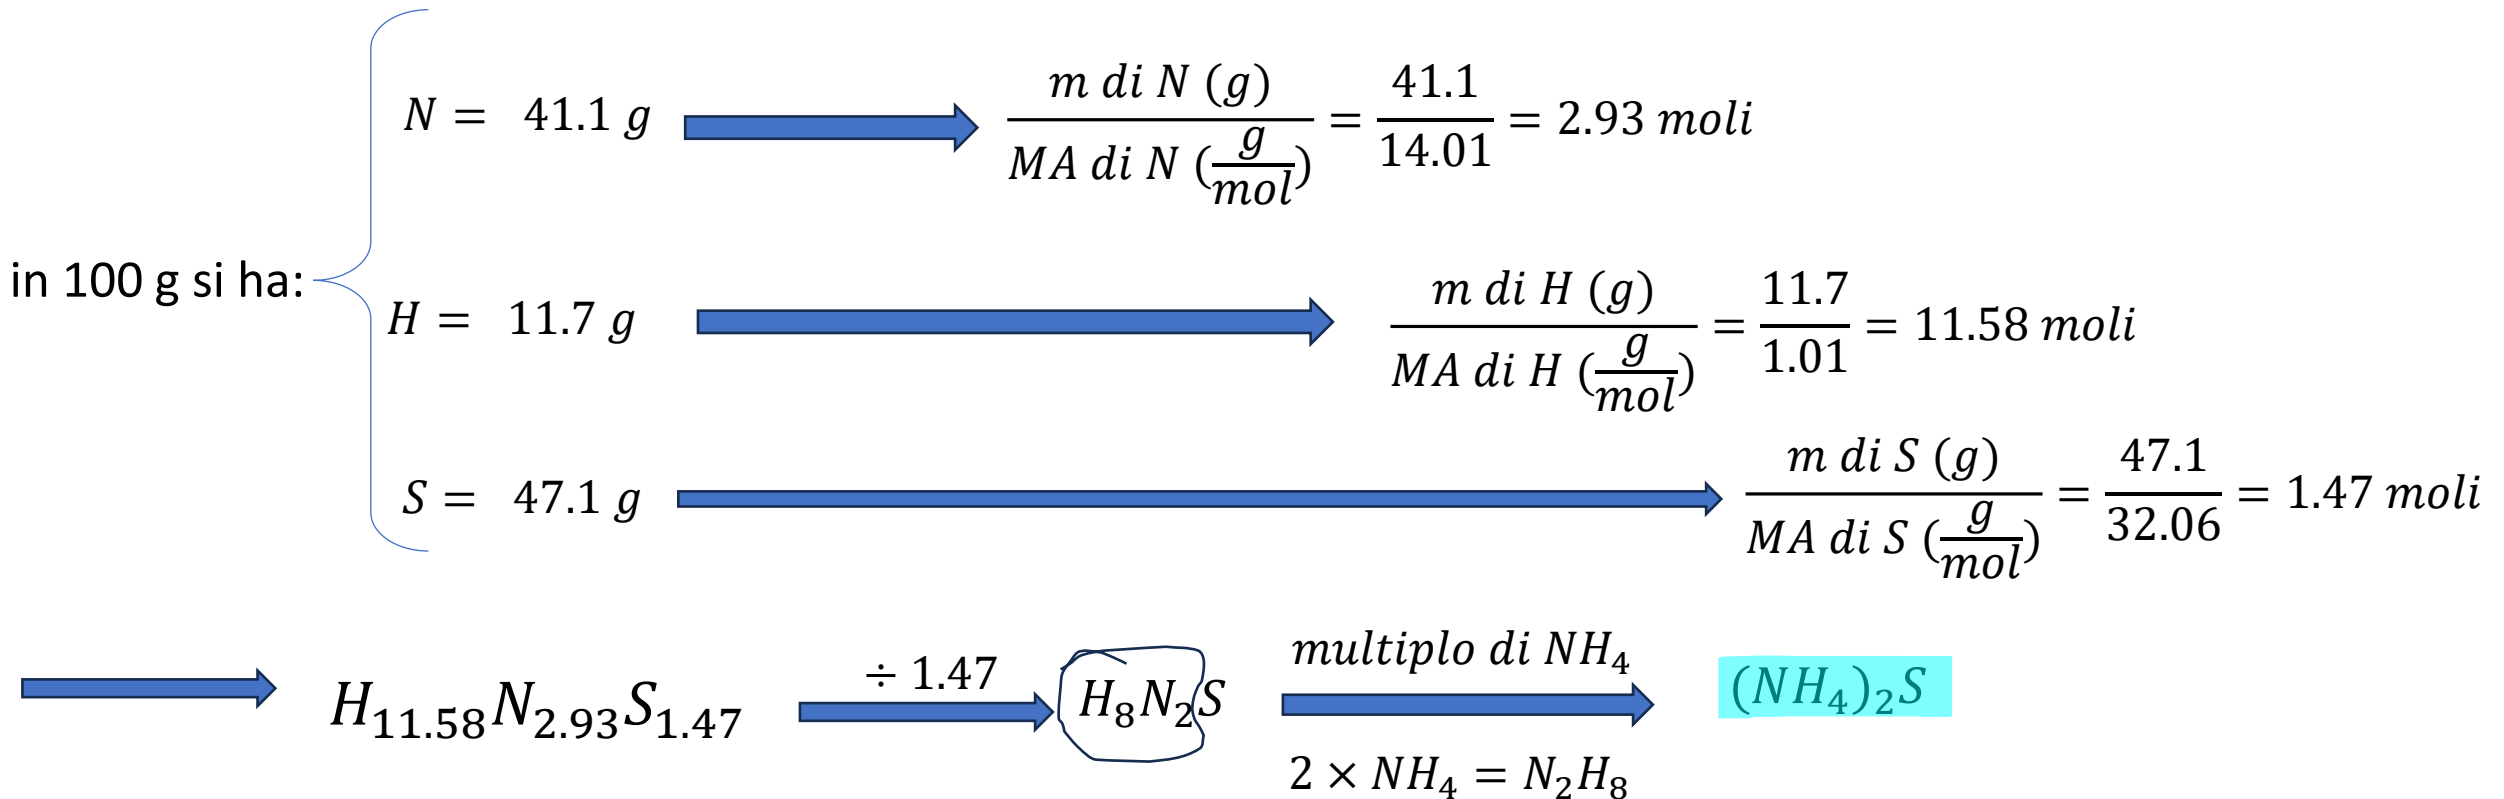 N = 41.1 g
m di N (g) / MA di N (g/mol) = 41.1/14.01 = 2.93 moli
in 100 g si ha:
H = 11.7 g
m di H (g) / MA di H (g/mol) = 11.7/1.01 = 11.58 moli
S = 47.1 g
m di S (g) / MA di S (g/mol) = 47.1/32.06 = 1.47 moli
H₁₁.₅₈N₂.₉₃S₁.₄₇
÷ 1.47
H₈N₂S
multiplo di NH₄
2 × NH₄ = N₂H₈
(NH₄)₂S